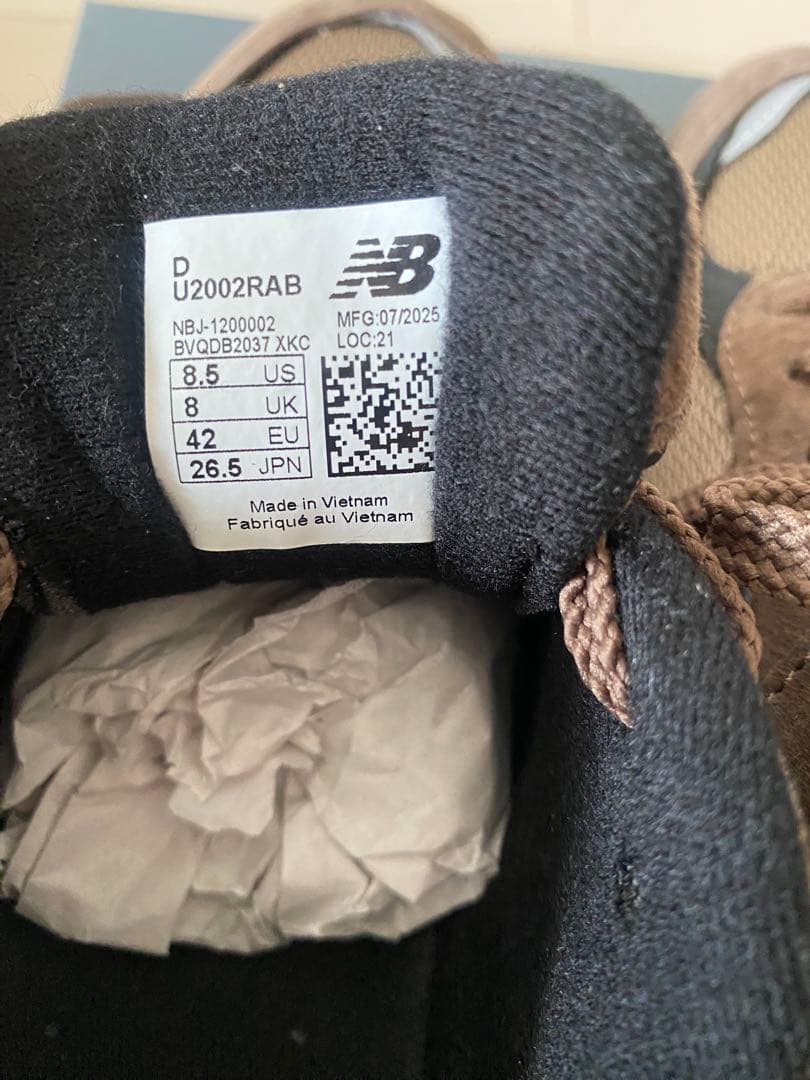 D
U2002RAB
NB
NBJ-1200002
BVQDB2037 XKC
MFG:07/2025
LOC:21
8.5 US
8 UK
42 EU
26.5 JPN
Made in Vietnam
Fabriqué au Vietnam